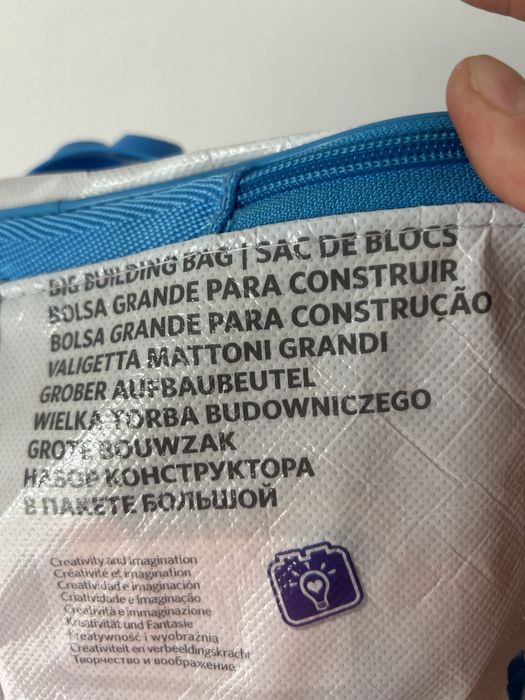 BIG BUILDING BAG | SAC DE BLOCS
BOLSA GRANDE PARA CONSTRUIR
BOLSA GRANDE PARA CONSTRUÇÃO
VALIGETTA MATTONI GRANDI
GROBER AUFBAUBEUTEL
WIELKA TORBA BUDOWNICZEGO
GROTE BOUWZAK
НАБОР КОНСТРУКТОРА
В ПАКЕТЕ БОЛЬШОЙ
Creativity and imagination
Créativité et imagination
Creatividad e imaginación
Criatividade e Imaginação
Creatività e immaginazione
Kreativität und Fantasie
Kreatywność i wyobraźnia
Creativiteit en verbeeldingskracht
Творчество и воображение